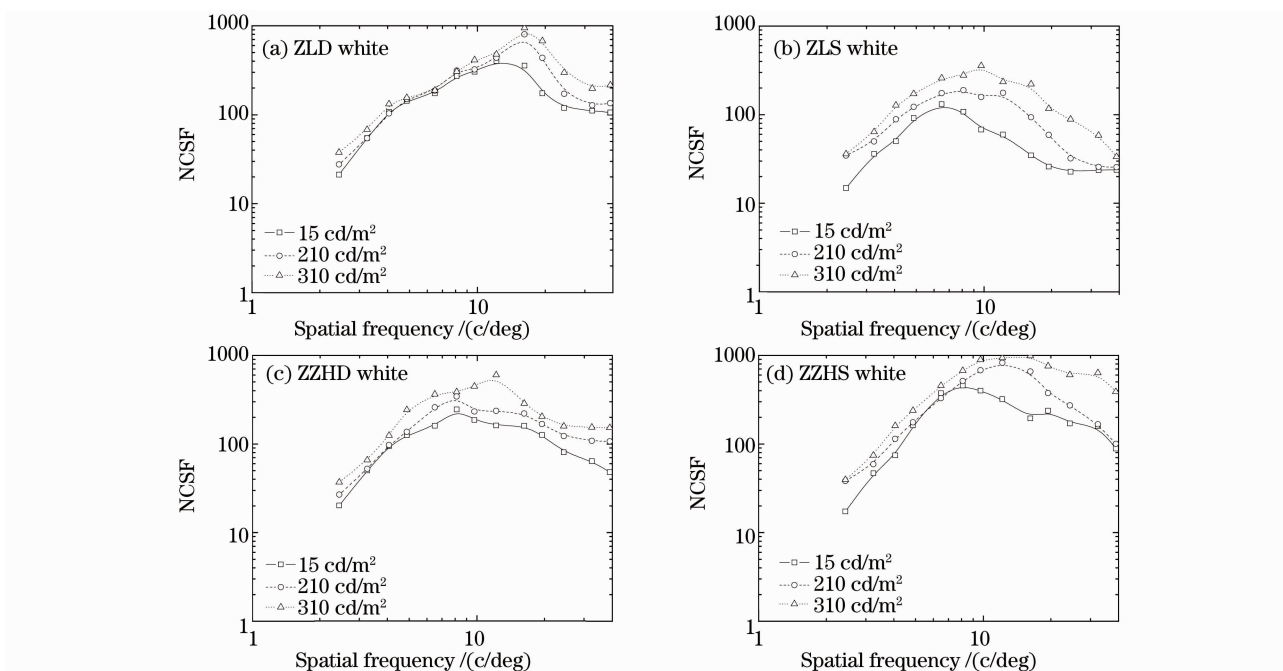 1000
(a) ZLD white
100
NCSF
10
15 cd/m²
210 cd/m²
310 cd/m²
1
1
10
Spatial frequency /(c/deg)
1000
(b) ZLS white
100
NCSF
10
15 cd/m²
210 cd/m²
310 cd/m²
1
1
10
Spatial frequency /(c/deg)
1000
(c) ZZHD white
100
NCSF
10
15 cd/m²
210 cd/m²
310 cd/m²
1
1
10
Spatial frequency /(c/deg)
1000
(d) ZZHS white
100
NCSF
10
15 cd/m²
210 cd/m²
310 cd/m²
1
1
10
Spatial frequency /(c/deg)